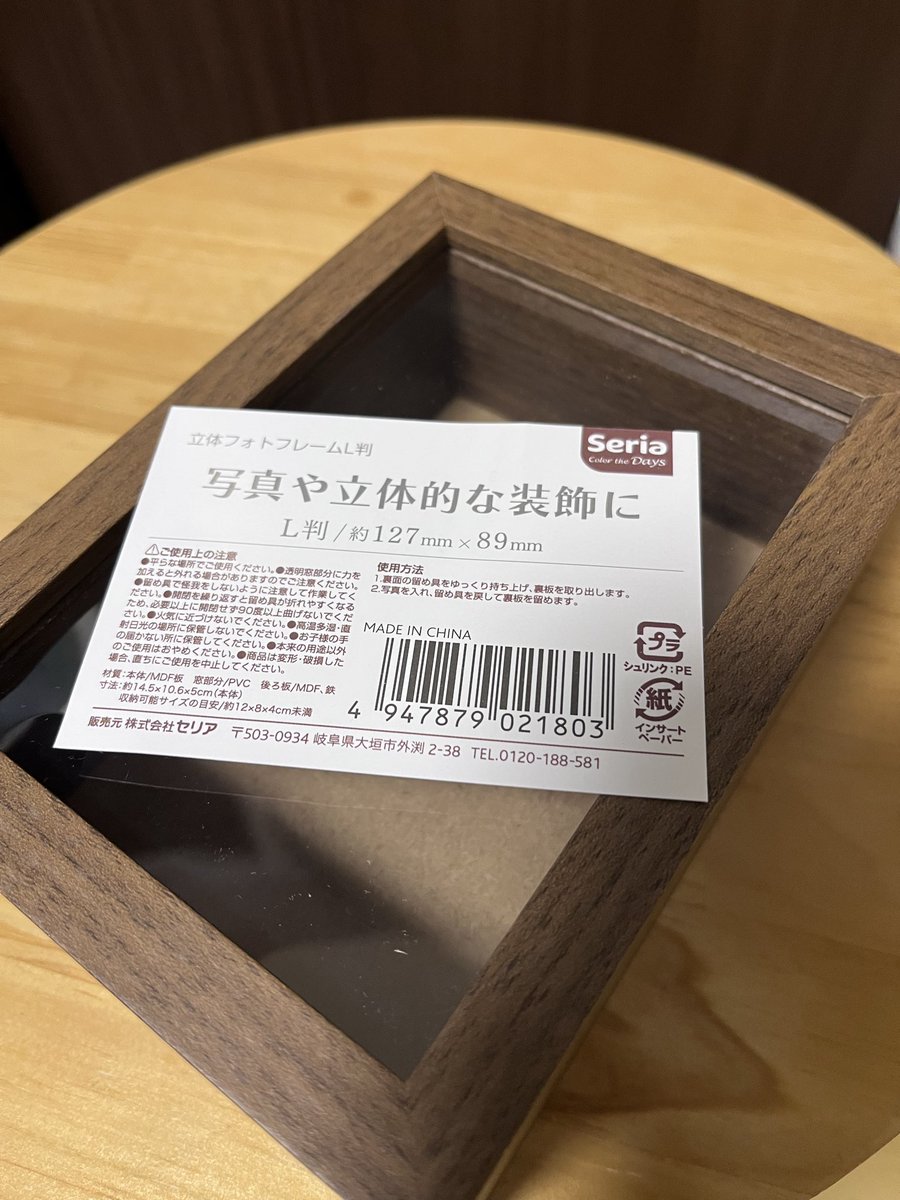 立体フォトフレームL判
Seria
Color the Days
写真や立体的な装飾に
L判/約127mm×89mm
⚠ご使用上の注意
●平らな場所でご使用ください。●透明窓部分に力を
加えると外れる場合がありますのでご注意ください。
●留め具で怪我をしないように注意して作業してく
ださい。●開閉を繰り返すと留め具が折れやすくなる
ため、必要以上に開閉せず90度以上曲げないでくだ
さい。●火気に近づけないでください。●高温多湿・直
射日光の場所に保管しないでください。●お子様の手
の届かない所に保管してください。●本来の用途以外
のご使用はおやめください。●商品は変形・破損した
場合、直ちにご使用を中止してください。
使用方法
1.裏面の留め具をゆっくり持ち上げ、裏板を取り出します。
2.写真を入れ、留め具を戻して裏板を留めます。
MADE IN CHINA
4 947879 021803
プラ
シュリンク:PE
紙
インサート
ペーパー
材質:本体/MDF板 窓部分/PVC 後ろ板/MDF、鉄
寸法:約14.5×10.6×5cm(本体)
収納可能サイズの目安/約12×8×4cm未満
販売元 株式会社セリア 〒503-0934 岐阜県大垣市外渕 2-38 TEL.0120-188-581